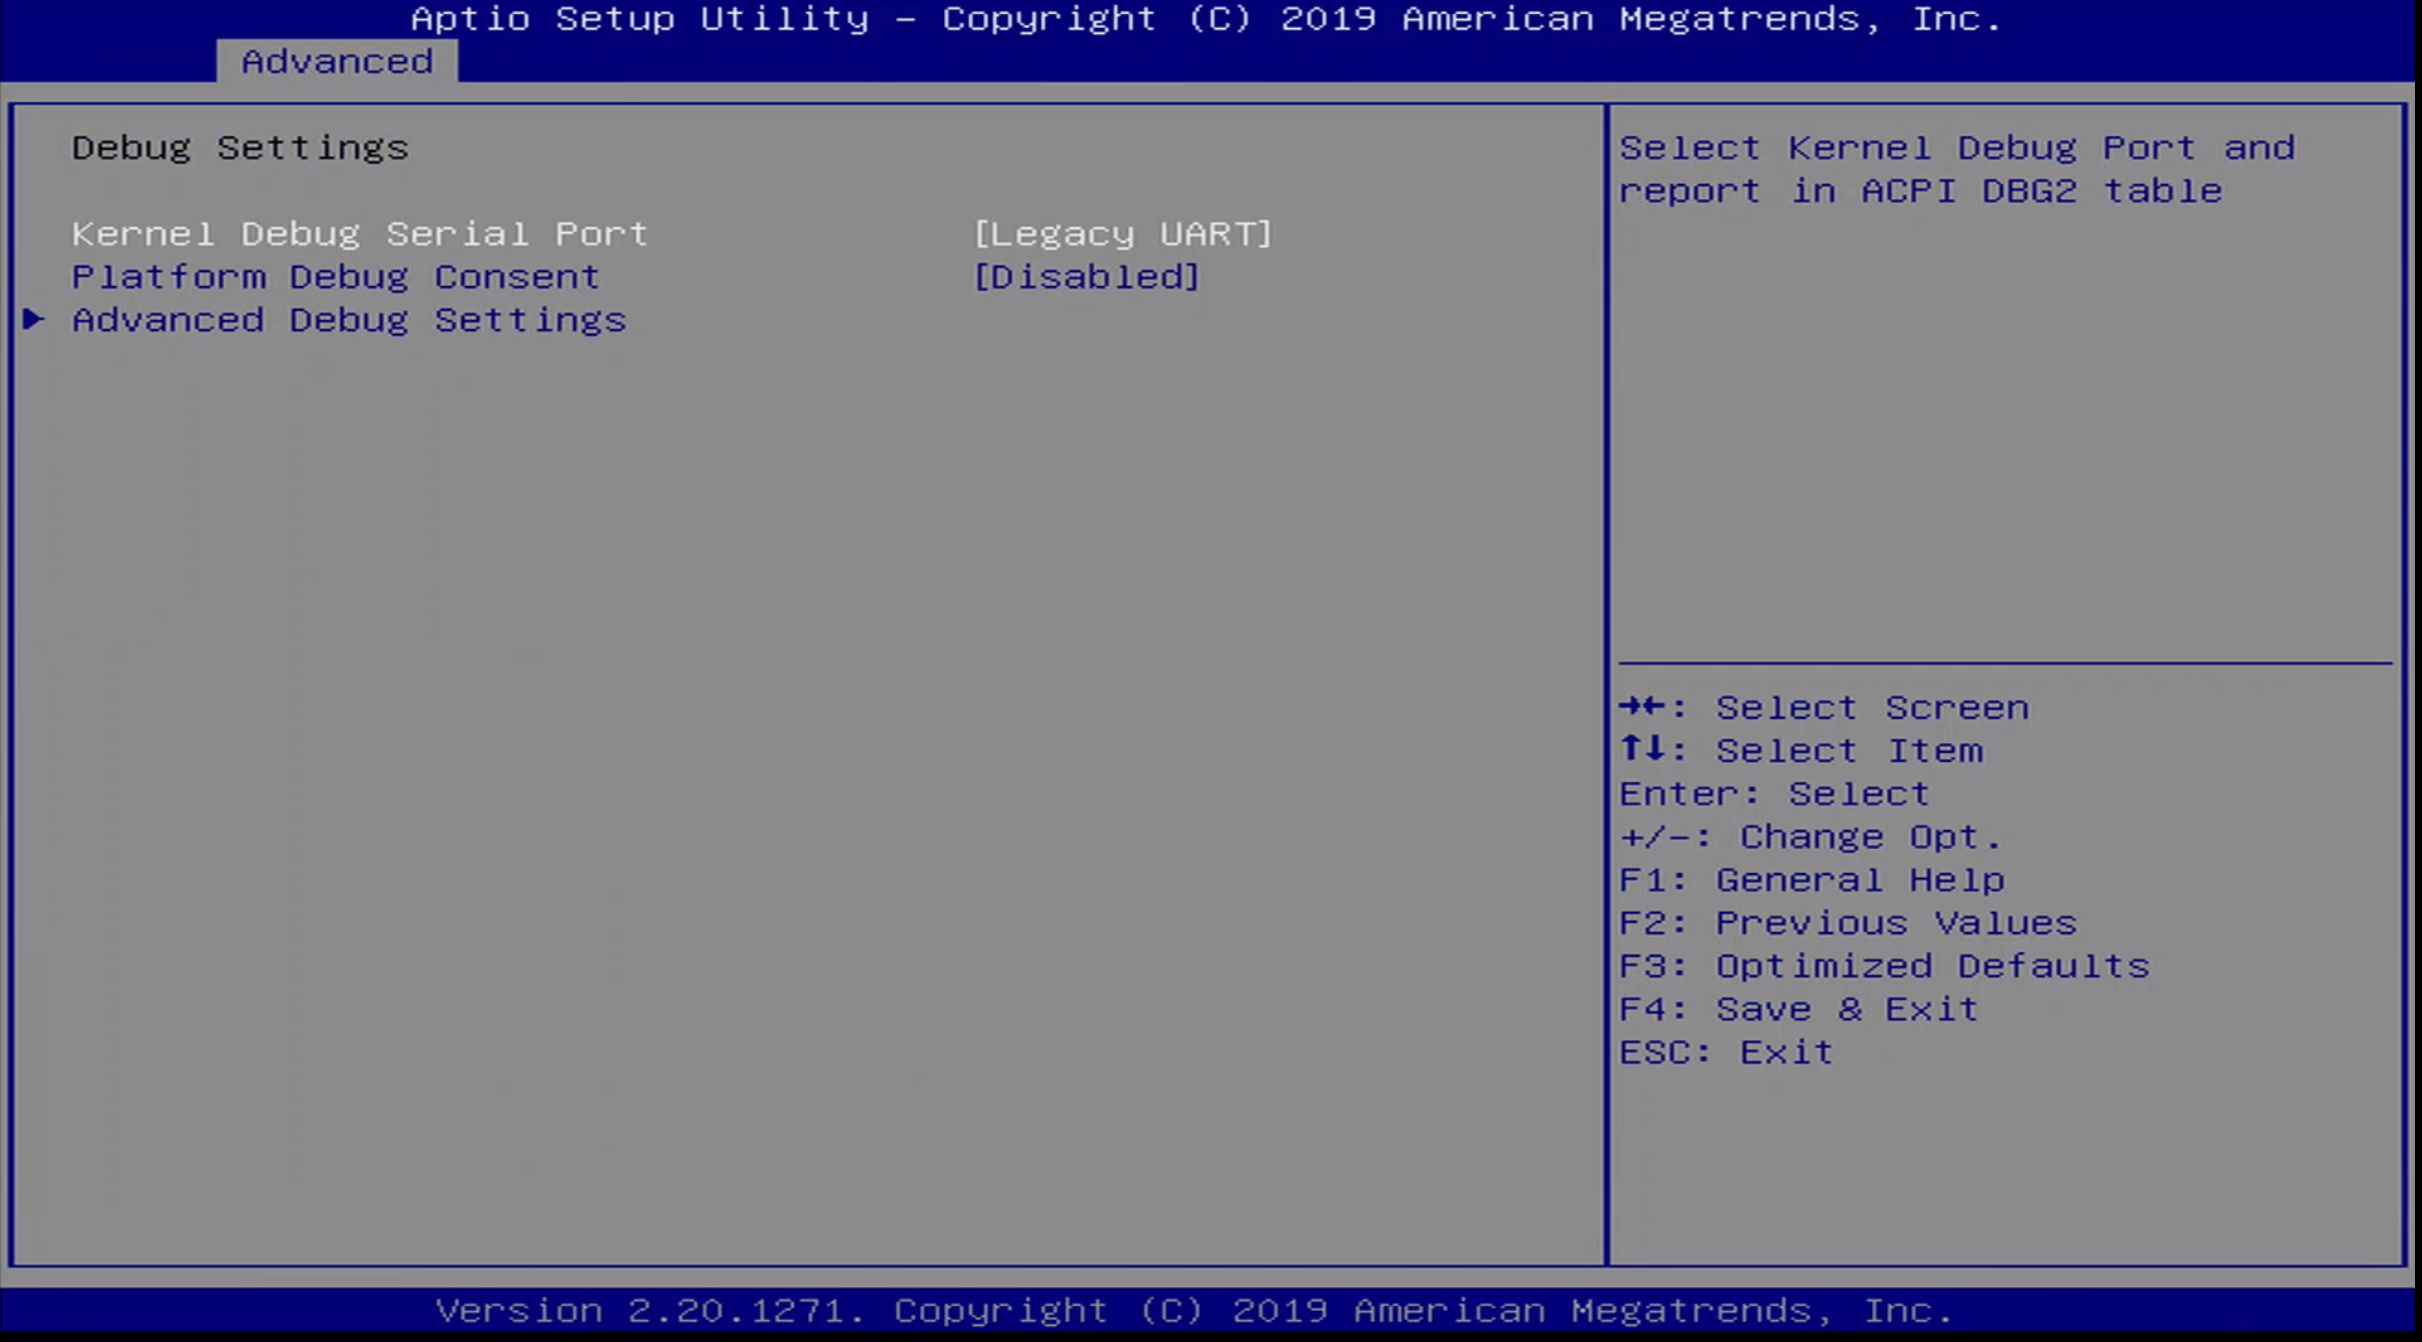 Aptio Setup Utility – Copyright (C) 2019 American Megatrends, Inc.
Advanced
Debug Settings
Kernel Debug Serial Port [Legacy UART]
Platform Debug Consent [Disabled]
► Advanced Debug Settings
Select Kernel Debug Port and
report in ACPI DBG2 table
→←: Select Screen
↑↓: Select Item
Enter: Select
+/-: Change Opt.
F1: General Help
F2: Previous Values
F3: Optimized Defaults
F4: Save & Exit
ESC: Exit
Version 2.20.1271. Copyright (C) 2019 American Megatrends, Inc.